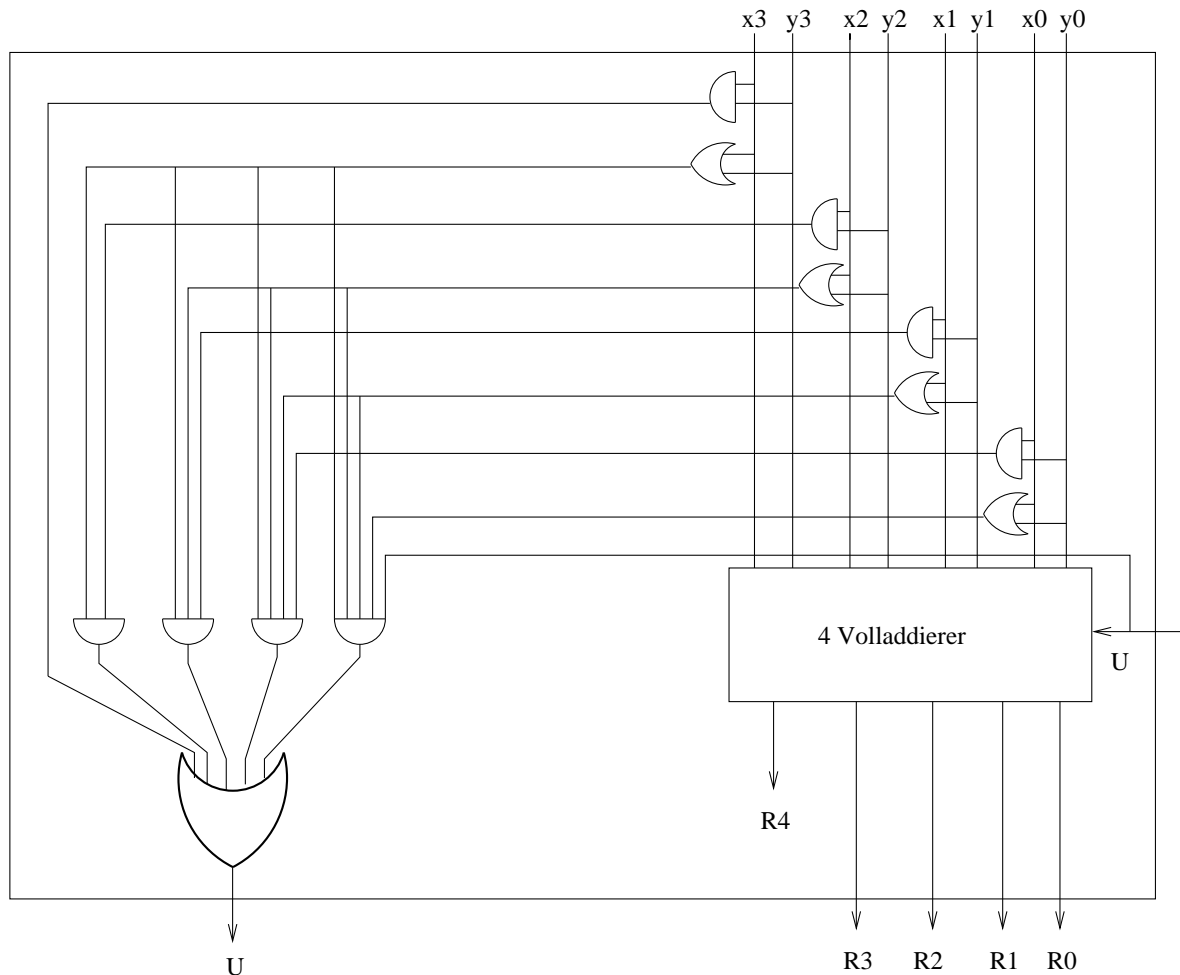 x3 y3 x2 y2 x1 y1 x0 y0
4 Volladdierer
U
R4
R3 R2 R1 R0
U